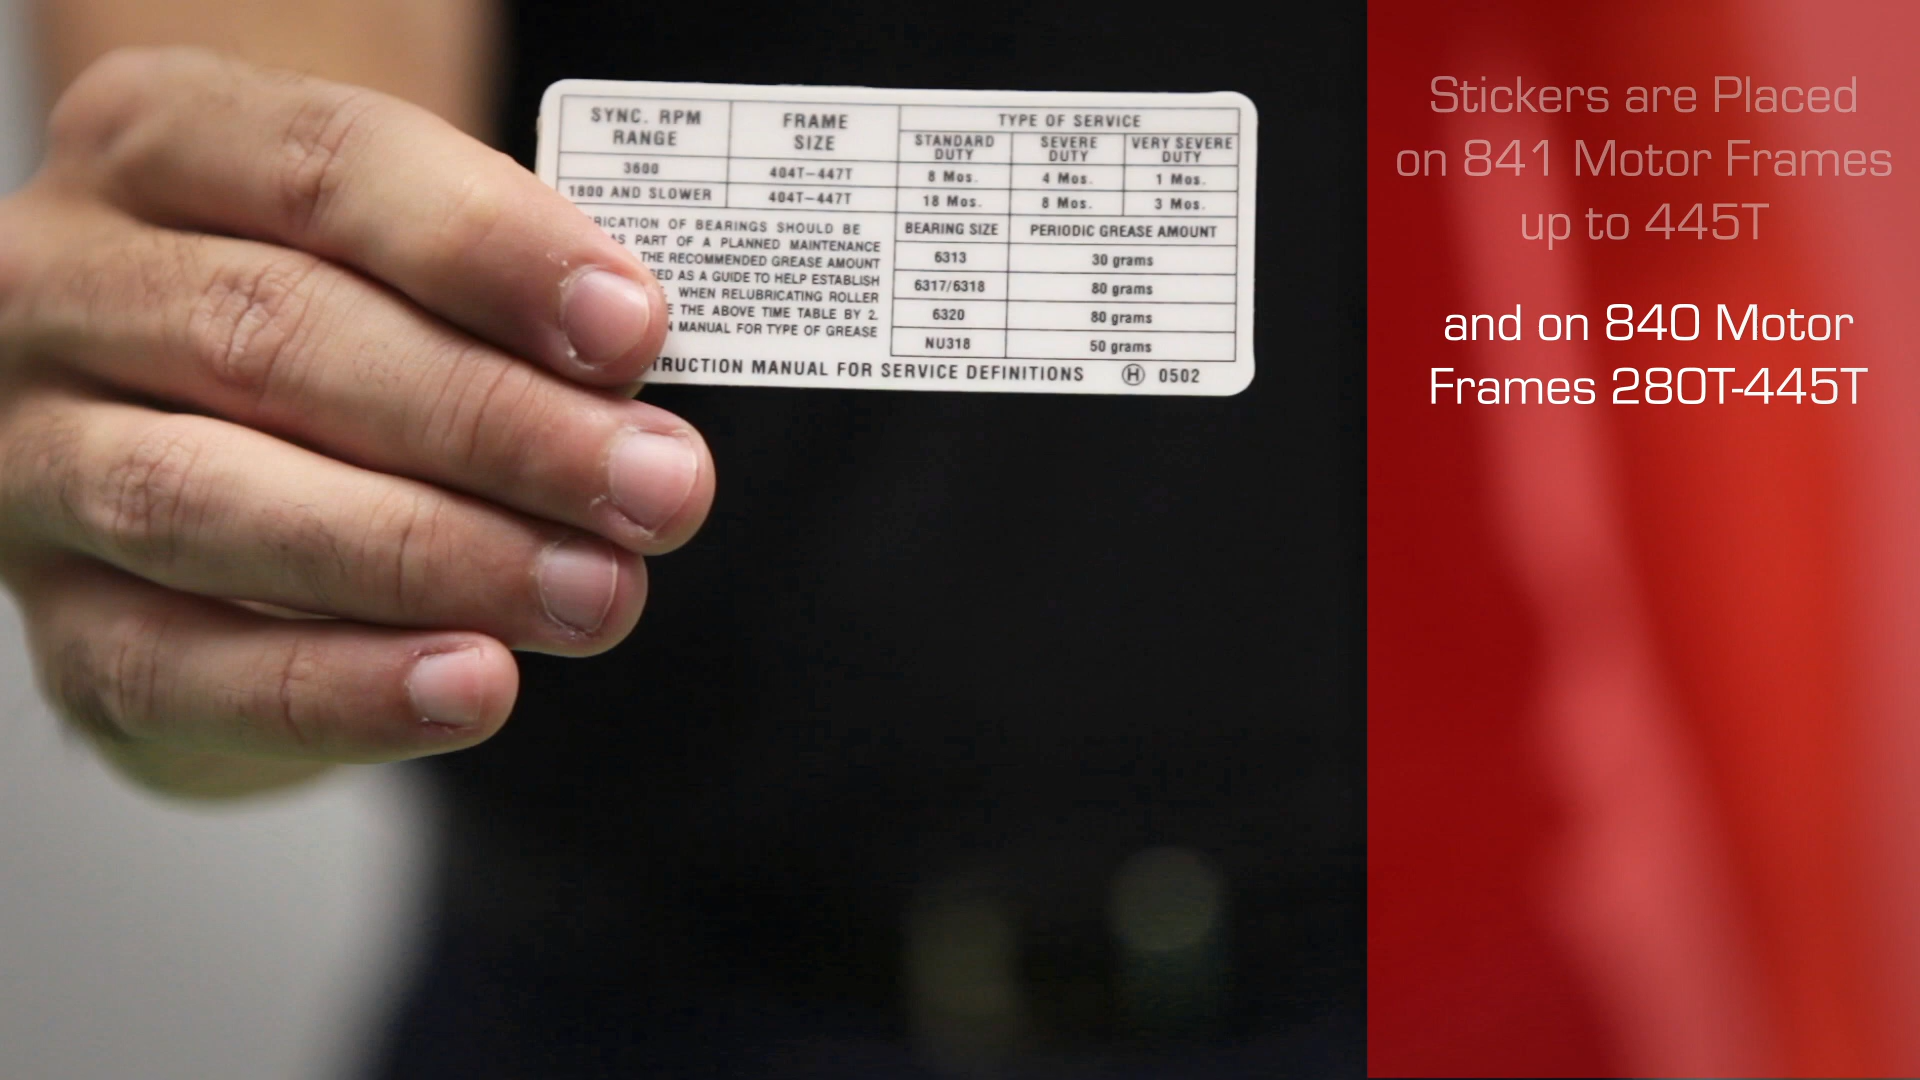 SYNC. RPM
RANGE
FRAME
SIZE
TYPE OF SERVICE
STANDARD
DUTY
SEVERE
DUTY
VERY SEVERE
DUTY
3600
404T-447T
8 Mos.
4 Mos.
1 Mos.
1800 AND SLOWER
404T-447T
18 Mos.
8 Mos.
3 Mos.
OF BEARINGS SHOULD BE
AS PART OF A PLANNED MAINTENANCE
THE RECOMMENDED GREASE AMOUNT
AS A GUIDE TO HELP ESTABLISH
WHEN RELUBRICATING ROLLER
THE ABOVE TIME TABLE BY 2.
MANUAL FOR TYPE OF GREASE
BEARING SIZE
PERIODIC GREASE AMOUNT
6313
30 grams
6317/6318
80 grams
6320
80 grams
NU318
50 grams
MANUAL FOR SERVICE DEFINITIONS
H 0502
Stickers are Placed
on 841 Motor Frames
up to 445T
and on 840 Motor
Frames 280T-445T